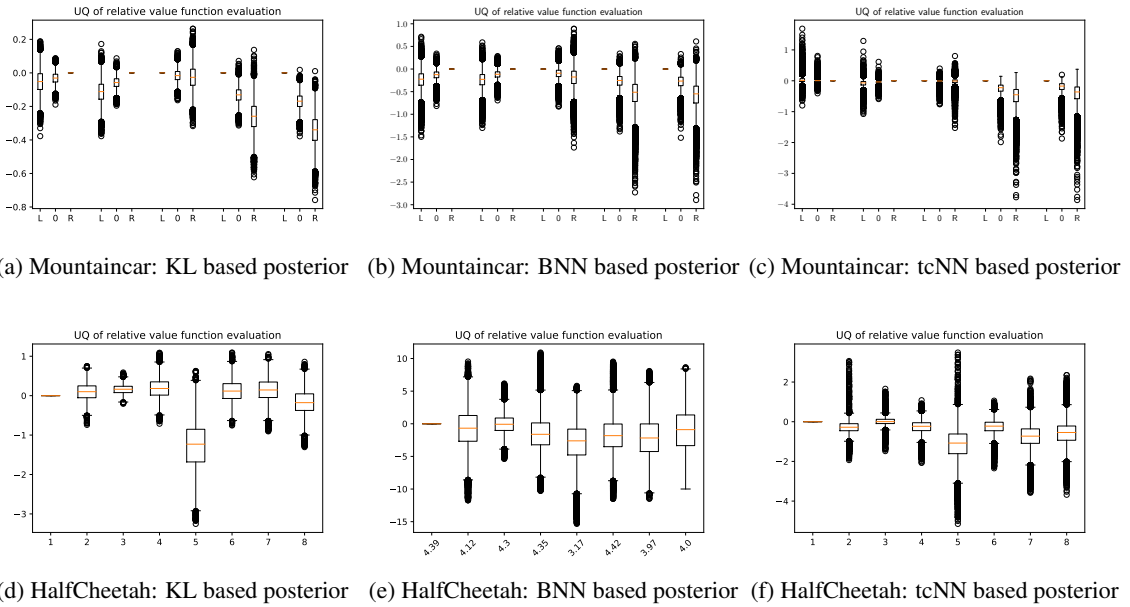 UQ of relative value function evaluation
0.2
0.0
−0.2
−0.4
−0.6
−0.8
L 0 R L 0 R L 0 R L 0 R L 0 R
UQ of relative value function evaluation
1.0
0.5
0.0
−0.5
−1.0
−1.5
−2.0
−2.5
−3.0
L 0 R L 0 R L 0 R L 0 R L 0 R
UQ of relative value function evaluation
1
0
−1
−2
−3
−4
L 0 R L 0 R L 0 R L 0 R L 0 R
(a) Mountaincar: KL based posterior (b) Mountaincar: BNN based posterior (c) Mountaincar: tcNN based posterior
UQ of relative value function evaluation
1
0
−1
−2
−3
1 2 3 4 5 6 7 8
UQ of relative value function evaluation
10
5
0
−5
−10
−15
4.39 4.12 4.3 4.35 3.17 4.42 3.97 4.0
UQ of relative value function evaluation
2
0
−2
−4
1 2 3 4 5 6 7 8
(d) HalfCheetah: KL based posterior (e) HalfCheetah: BNN based posterior (f) HalfCheetah: tcNN based posterior